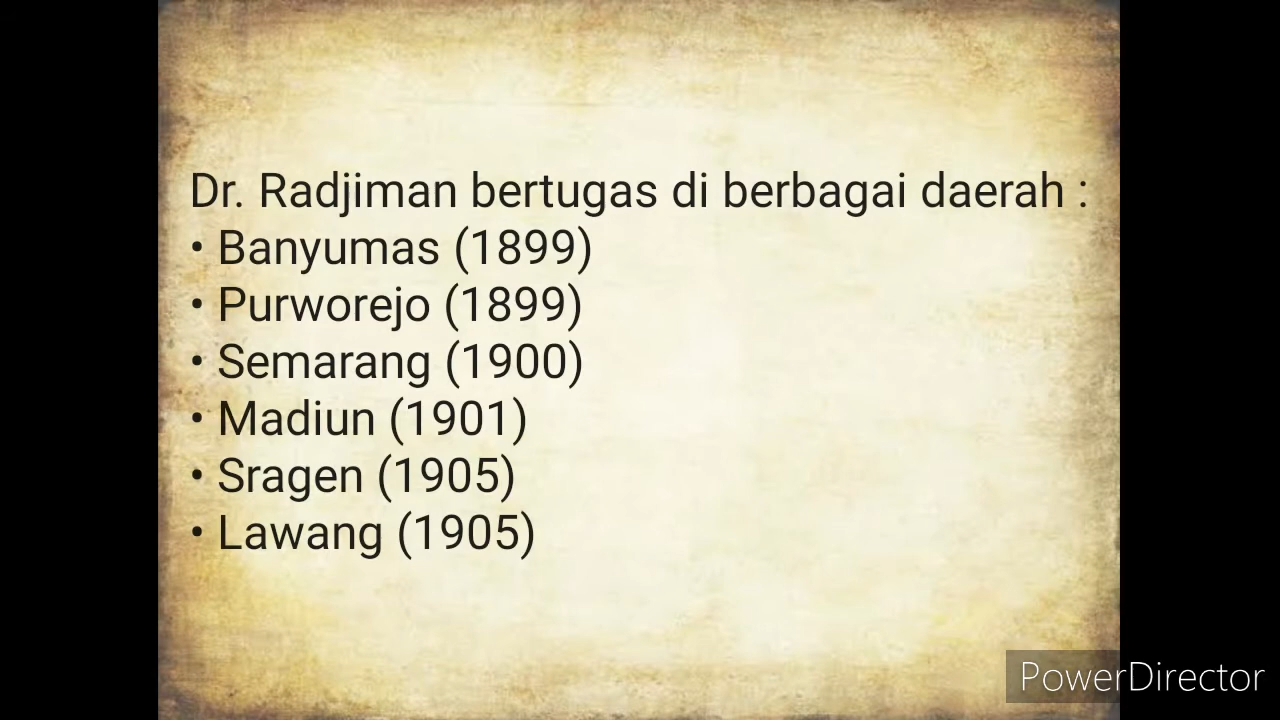 Dr. Radjiman bertugas di berbagai daerah :
• Banyumas (1899)
• Purworejo (1899)
• Semarang (1900)
• Madiun (1901)
• Sragen (1905)
• Lawang (1905)
PowerDirector